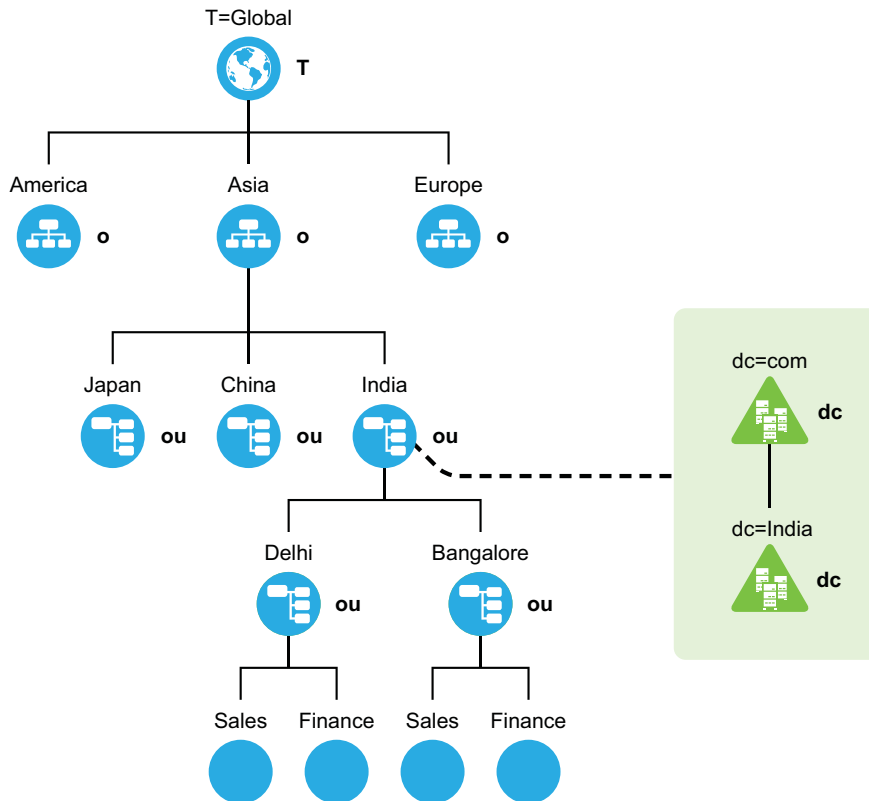 T=Global
T
America
Asia
Europe
o
o
o
Japan
China
India
ou
ou
ou
dc=com
dc
dc=India
dc
Delhi
Bangalore
ou
ou
Sales
Finance
Sales
Finance